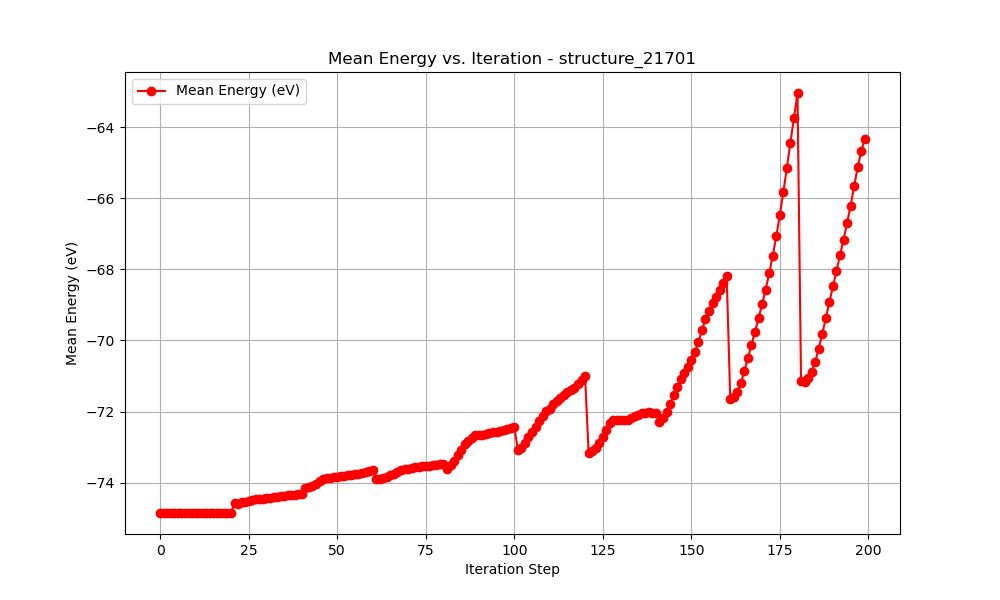 Mean Energy vs. Iteration - structure_21701
Mean Energy (eV)
Mean Energy (eV)
−64
−66
−68
−70
−72
−74
0 25 50 75 100 125 150 175 200
Iteration Step